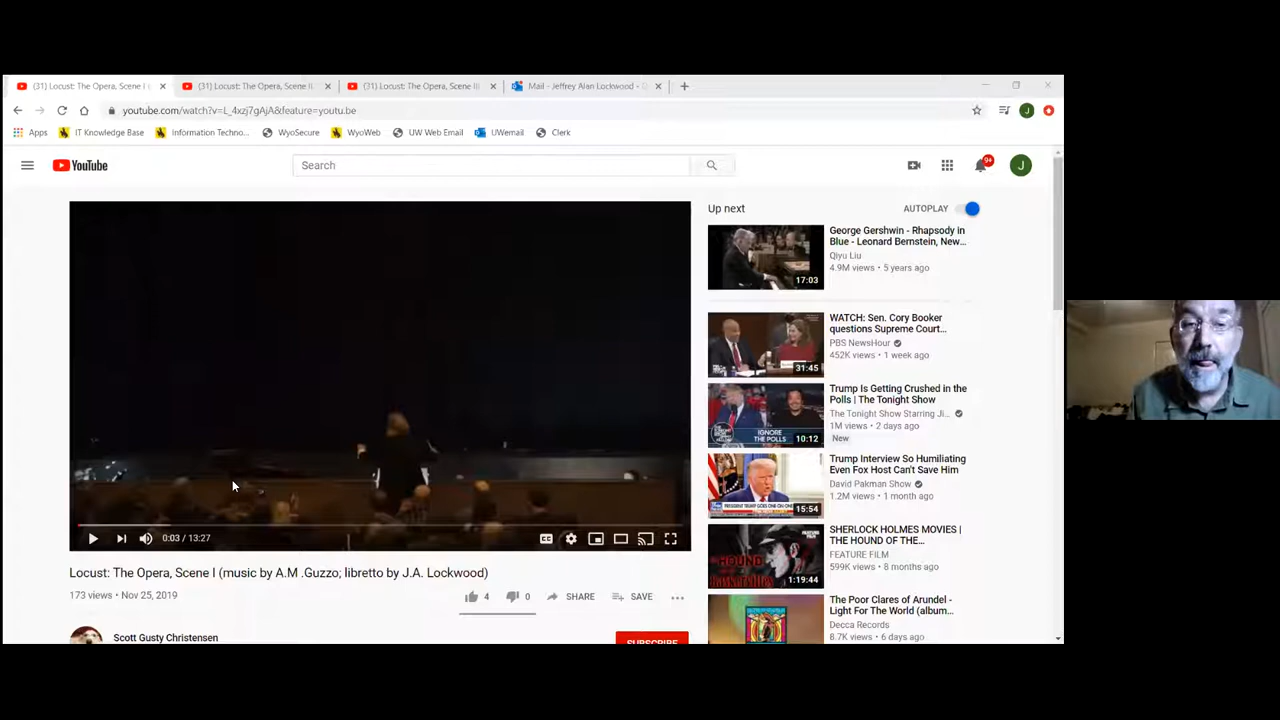 (31) Locust: The Opera, Scene I (
(31) Locust: The Opera, Scene II.
(31) Locust: The Opera, Scene III
Mail - Jeffrey Alan Lockwood -
youtube.com/watch?v=L_4xzj7gAjA&feature=youtu.be
J
Apps
IT Knowledge Base
Information Techno...
WyoSecure
WyoWeb
UW Web Email
UWemail
Clerk
YouTube
Search
9+
J
Up next
AUTOPLAY
George Gershwin - Rhapsody in
Blue - Leonard Bernstein, New...
Qiyu Liu
4.9M views • 5 years ago
17:03
WATCH: Sen. Cory Booker
questions Supreme Court...
PBS NewsHour
452K views • 1 week ago
31:45
Trump Is Getting Crushed in the
Polls | The Tonight Show
The Tonight Show Starring Ji...
1M views • 2 days ago
New
IGNORE
THE POLLS
10:12
Trump Interview So Humiliating
Even Fox Host Can't Save Him
David Pakman Show
1.2M views • 1 month ago
15:54
SHERLOCK HOLMES MOVIES |
THE HOUND OF THE...
FEATURE FILM
599K views • 8 months ago
1:19:44
The Poor Clares of Arundel -
Light For The World (album...
Decca Records
8.7K views • 6 days ago
0:03 / 13:27
CC
Locust: The Opera, Scene I (music by A.M .Guzzo; libretto by J.A. Lockwood)
173 views • Nov 25, 2019
4
0
SHARE
SAVE
Scott Gusty Christensen
SUBSCRIBE